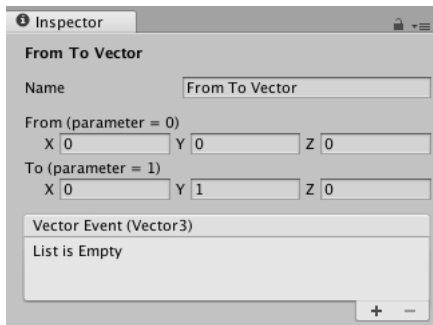 Inspector
From To Vector
Name From To Vector
From (parameter = 0)
X 0 Y 0 Z 0
To (parameter = 1)
X 0 Y 1 Z 0
Vector Event (Vector3)
List is Empty
+ −